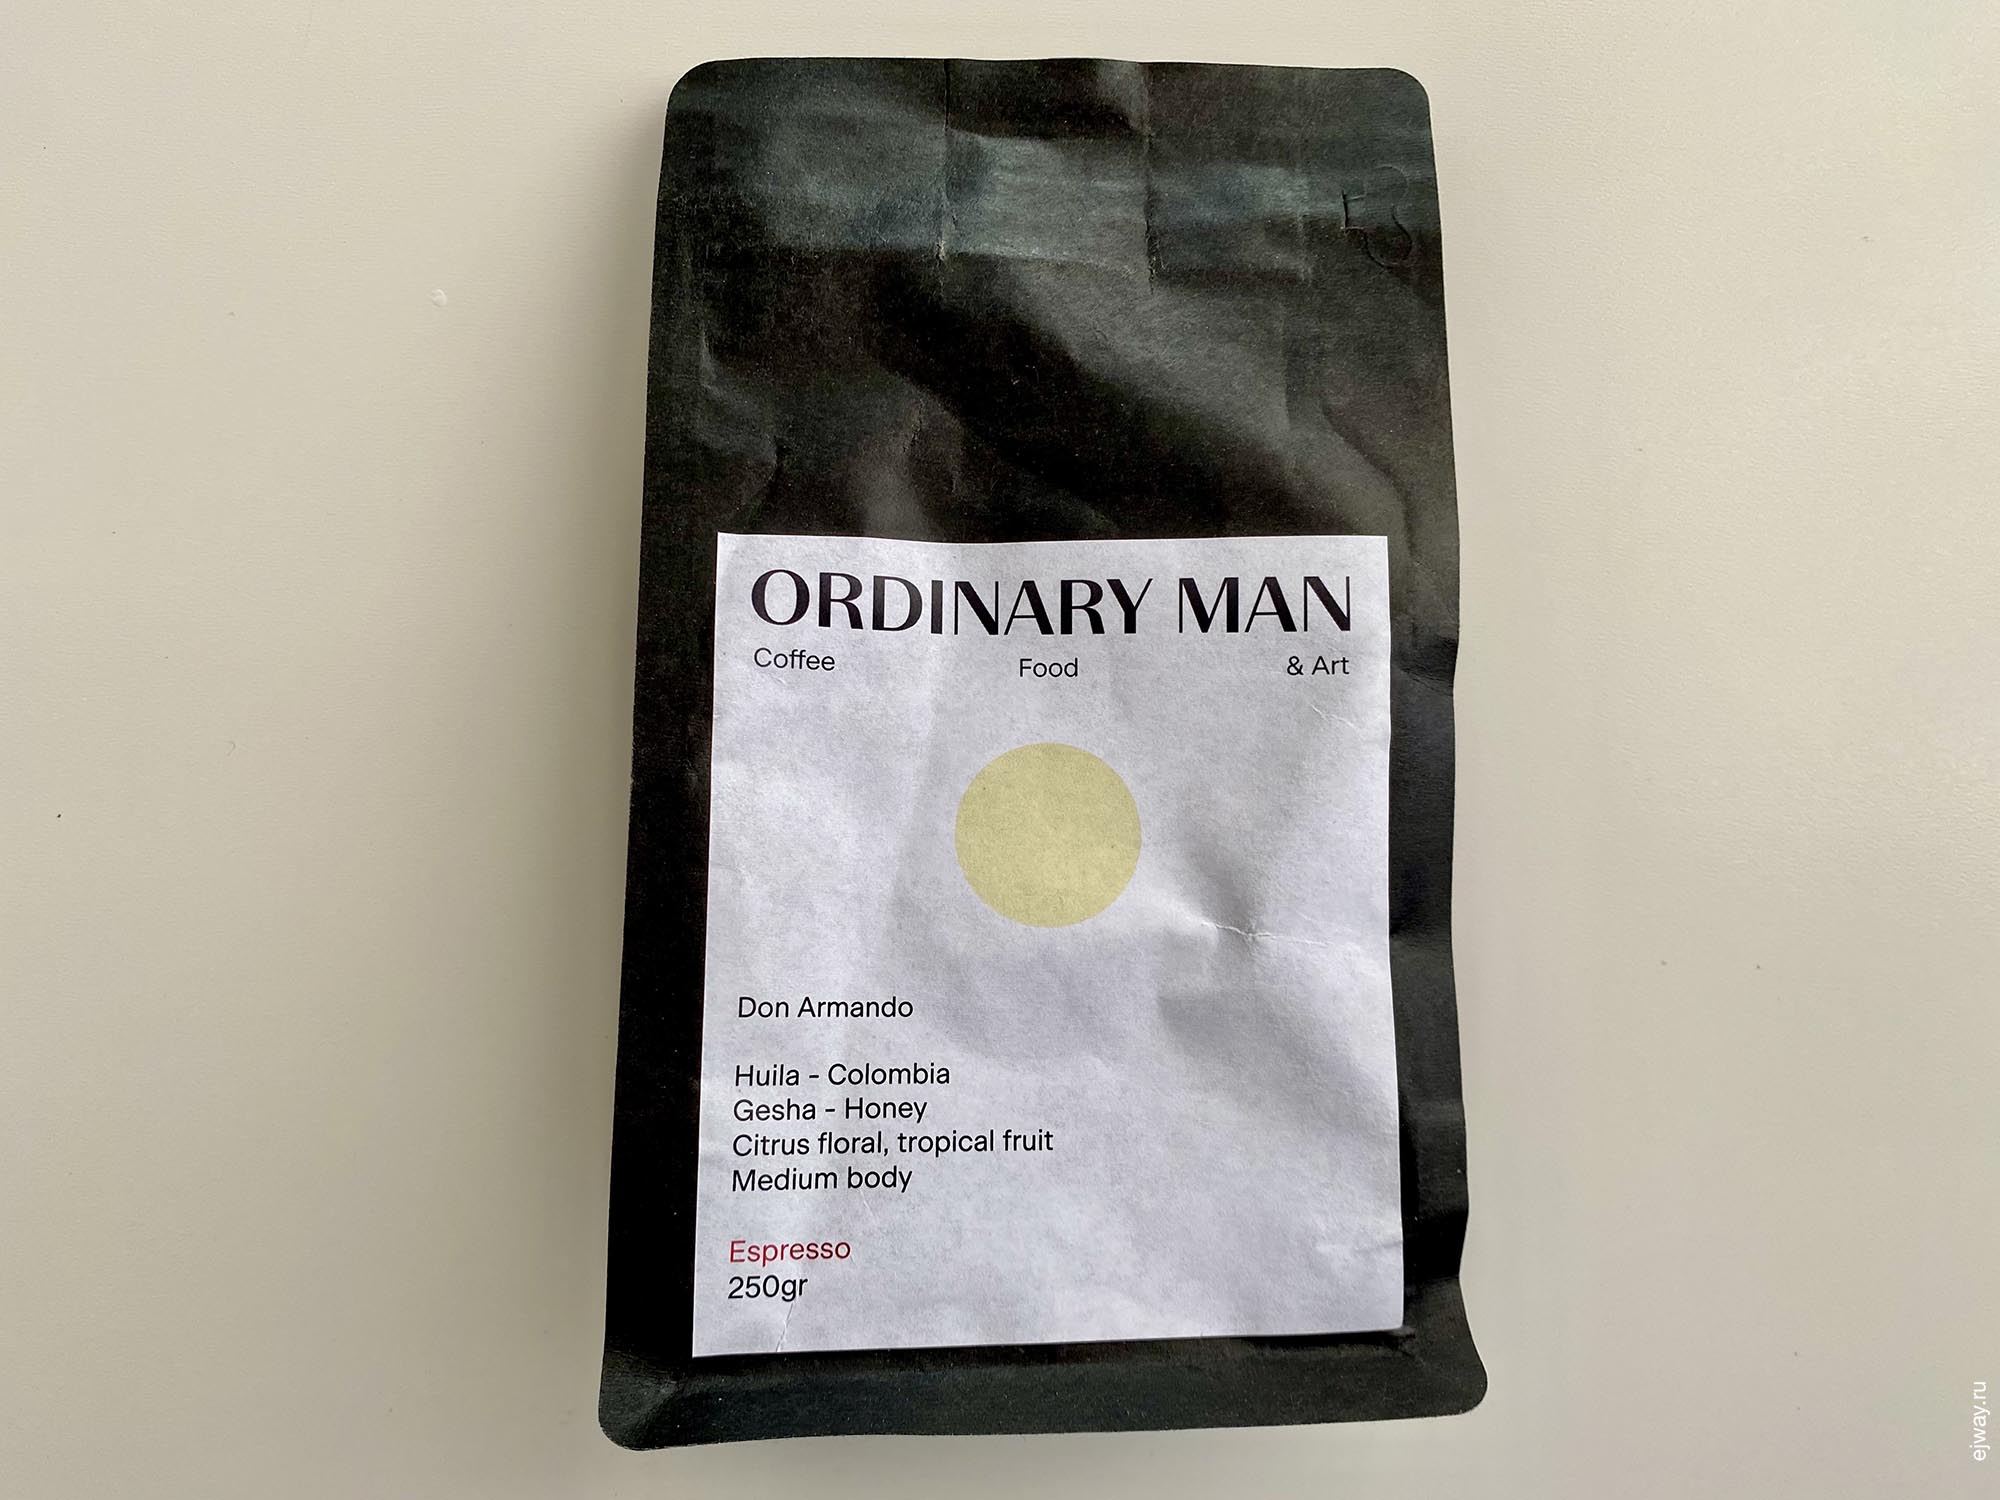 ORDINARY MAN
Coffee Food & Art
Don Armando
Huila - Colombia
Gesha - Honey
Citrus floral, tropical fruit
Medium body
Espresso
250gr
ejway.ru